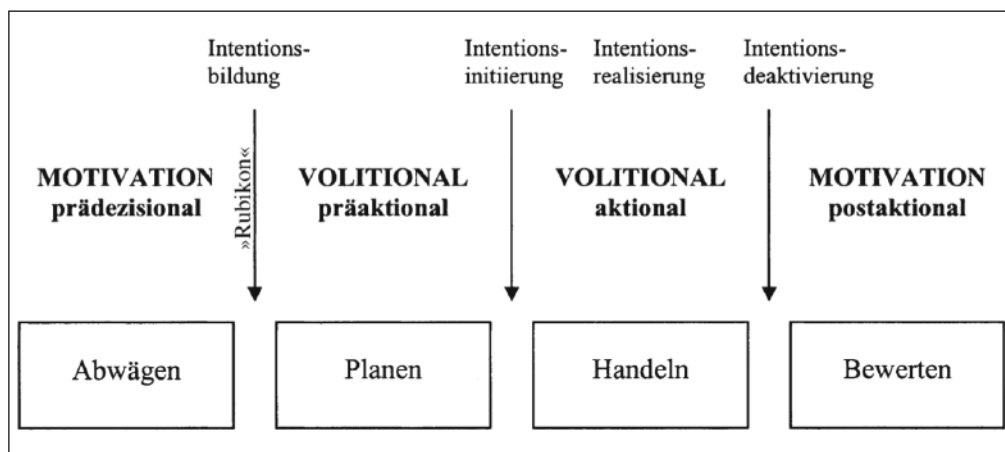 Intentions-
bildung
Intentions-
initiierung
Intentions-
realisierung
Intentions-
deaktivierung
»Rubikon«
MOTIVATION
prädezisional
VOLITIONAL
präaktional
VOLITIONAL
aktional
MOTIVATION
postaktional
Abwägen
Planen
Handeln
Bewerten